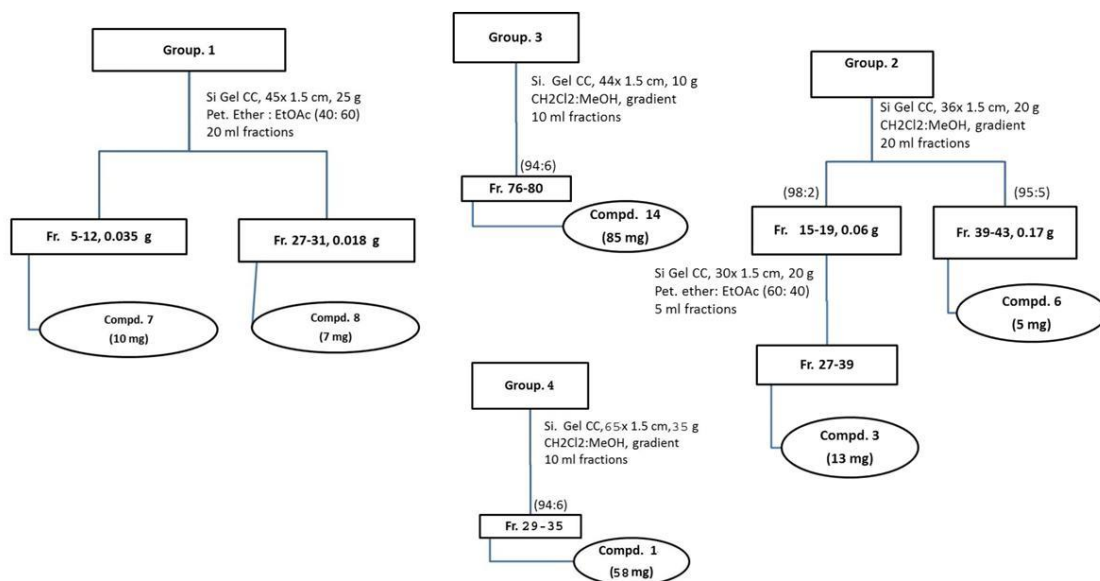 Group. 1
Si Gel CC, 45x 1.5 cm, 25 g
Pet. Ether : EtOAc (40: 60)
20 ml fractions
Fr. 5-12, 0.035 g
Fr. 27-31, 0.018 g
Compd. 7
(10 mg)
Compd. 8
(7 mg)
Group. 3
Si. Gel CC, 44x 1.5 cm, 10 g
CH2Cl2:MeOH, gradient
10 ml fractions
(94:6)
Fr. 76-80
Compd. 14
(85 mg)
Group. 2
Si Gel CC, 36x 1.5 cm, 20 g
CH2Cl2:MeOH, gradient
20 ml fractions
(98:2)
(95:5)
Fr. 15-19, 0.06 g
Fr. 39-43, 0.17 g
Si Gel CC, 30x 1.5 cm, 20 g
Pet. ether: EtOAc (60: 40)
5 ml fractions
Compd. 6
(5 mg)
Fr. 27-39
Compd. 3
(13 mg)
Group. 4
Si. Gel CC,65x 1.5 cm,35 g
CH2Cl2:MeOH, gradient
10 ml fractions
(94:6)
Fr. 29-35
Compd. 1
(58 mg)